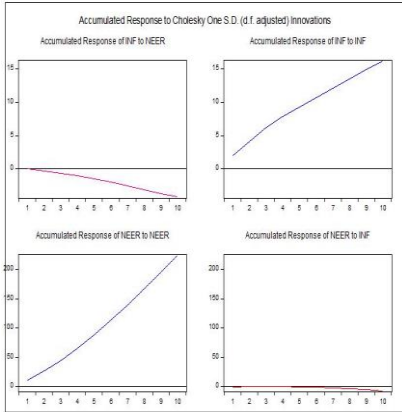 Accumulated Response to Cholesky One S.D. (d.f. adjusted) Innovations
Accumulated Response of INF to NEER
15
10
5
0
1 2 3 4 5 6 7 8 9 10
Accumulated Response of INF to INF
15
10
5
0
1 2 3 4 5 6 7 8 9 10
Accumulated Response of NEER to NEER
200
150
100
50
0
1 2 3 4 5 6 7 8 9 10
Accumulated Response of NEER to INF
200
150
100
50
0
1 2 3 4 5 6 7 8 9 10